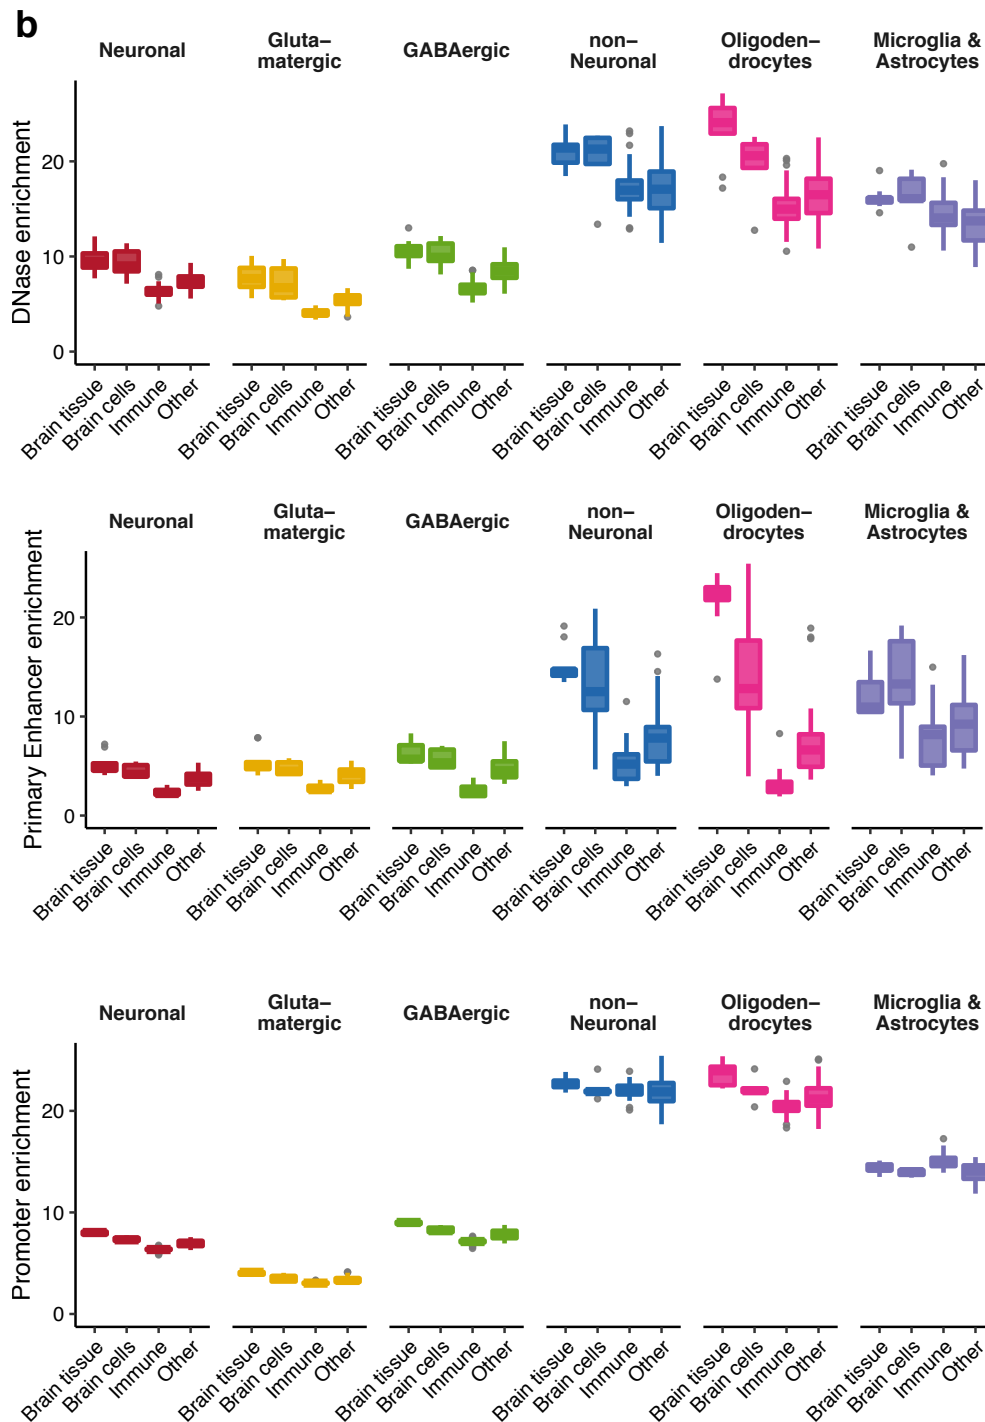 b
Neuronal
Gluta–
matergic
GABAergic
non–
Neuronal
Oligoden–
drocytes
Microglia &
Astrocytes
DNase enrichment
20
10
0
Brain tissue
Brain cells
Immune
Other
Brain tissue
Brain cells
Immune
Other
Brain tissue
Brain cells
Immune
Other
Brain tissue
Brain cells
Immune
Other
Brain tissue
Brain cells
Immune
Other
Brain tissue
Brain cells
Immune
Other
Neuronal
Gluta–
matergic
GABAergic
non–
Neuronal
Oligoden–
drocytes
Microglia &
Astrocytes
Primary Enhancer enrichment
20
10
0
Brain tissue
Brain cells
Immune
Other
Brain tissue
Brain cells
Immune
Other
Brain tissue
Brain cells
Immune
Other
Brain tissue
Brain cells
Immune
Other
Brain tissue
Brain cells
Immune
Other
Brain tissue
Brain cells
Immune
Other
Neuronal
Gluta–
matergic
GABAergic
non–
Neuronal
Oligoden–
drocytes
Microglia &
Astrocytes
Promoter enrichment
20
10
0
Brain tissue
Brain cells
Immune
Other
Brain tissue
Brain cells
Immune
Other
Brain tissue
Brain cells
Immune
Other
Brain tissue
Brain cells
Immune
Other
Brain tissue
Brain cells
Immune
Other
Brain tissue
Brain cells
Immune
Other